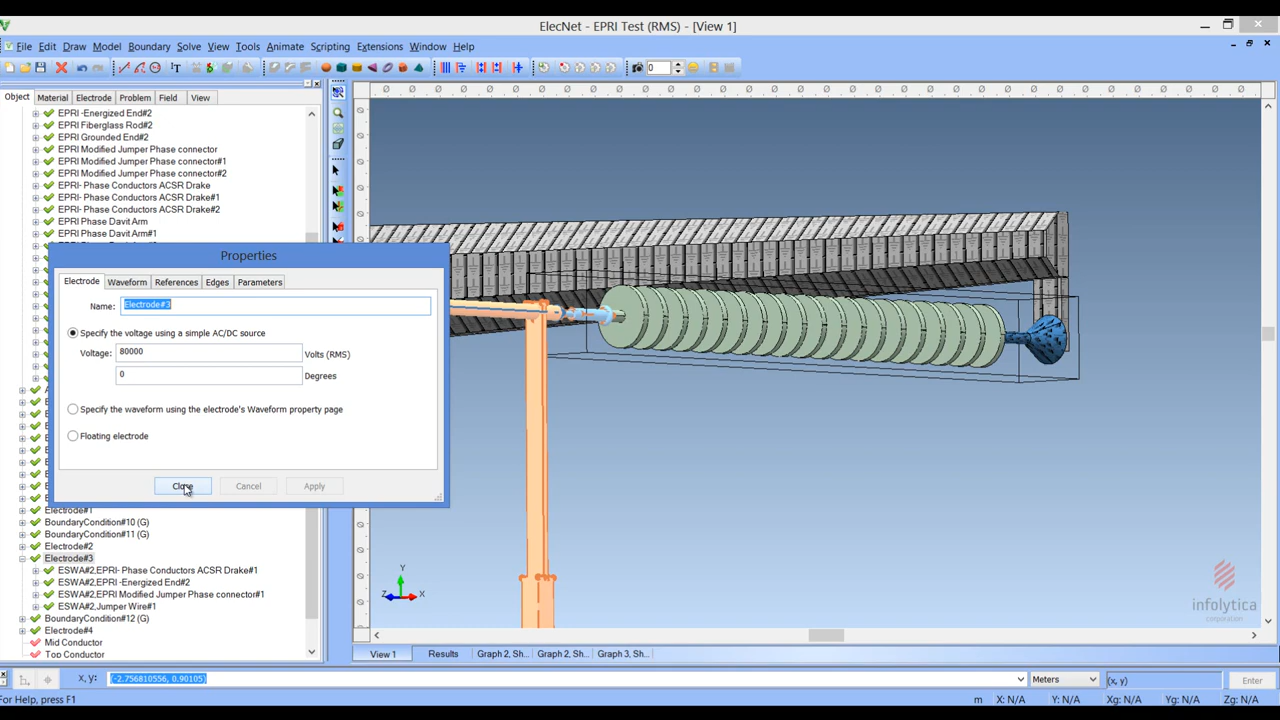 ElecNet - EPRI Test (RMS) - [View 1]
File Edit Draw Model Boundary Solve View Tools Animate Scripting Extensions Window Help
0
Object Material Electrode Problem Field View
EPRI -Energized End#2
EPRI Fiberglass Rod#2
EPRI Grounded End#2
EPRI Modified Jumper Phase connector
EPRI Modified Jumper Phase connector#1
EPRI Modified Jumper Phase connector#2
EPRI- Phase Conductors ACSR Drake
EPRI- Phase Conductors ACSR Drake#1
EPRI- Phase Conductors ACSR Drake#2
EPRI Phase Davit Arm
EPRI Phase Davit Arm#1
Properties
Electrode Waveform References Edges Parameters
Name: Electrode#3
Specify the voltage using a simple AC/DC source
Voltage: 80000 Volts (RMS)
0 Degrees
Specify the waveform using the electrode's Waveform property page
Floating electrode
Close Cancel Apply
Electrode#1
BoundaryCondition#10 (G)
BoundaryCondition#11 (G)
Electrode#2
Electrode#3
ESWA#2,EPRI- Phase Conductors ACSR Drake#1
ESWA#2,EPRI -Energized End#2
ESWA#2,EPRI Modified Jumper Phase connector#1
ESWA#2,Jumper Wire#1
BoundaryCondition#12 (G)
Electrode#4
Mid Conductor
Top Conductor
Y
Z X
infolytica
corporation
View 1 Results Graph 2, Sh... Graph 2, Sh... Graph 3, Sh...
x, y: (-2.756810556, 0.90105) Meters (x, y) Enter
For Help, press F1 m X: N/A Y: N/A Xg: N/A Yg: N/A Zg: N/A